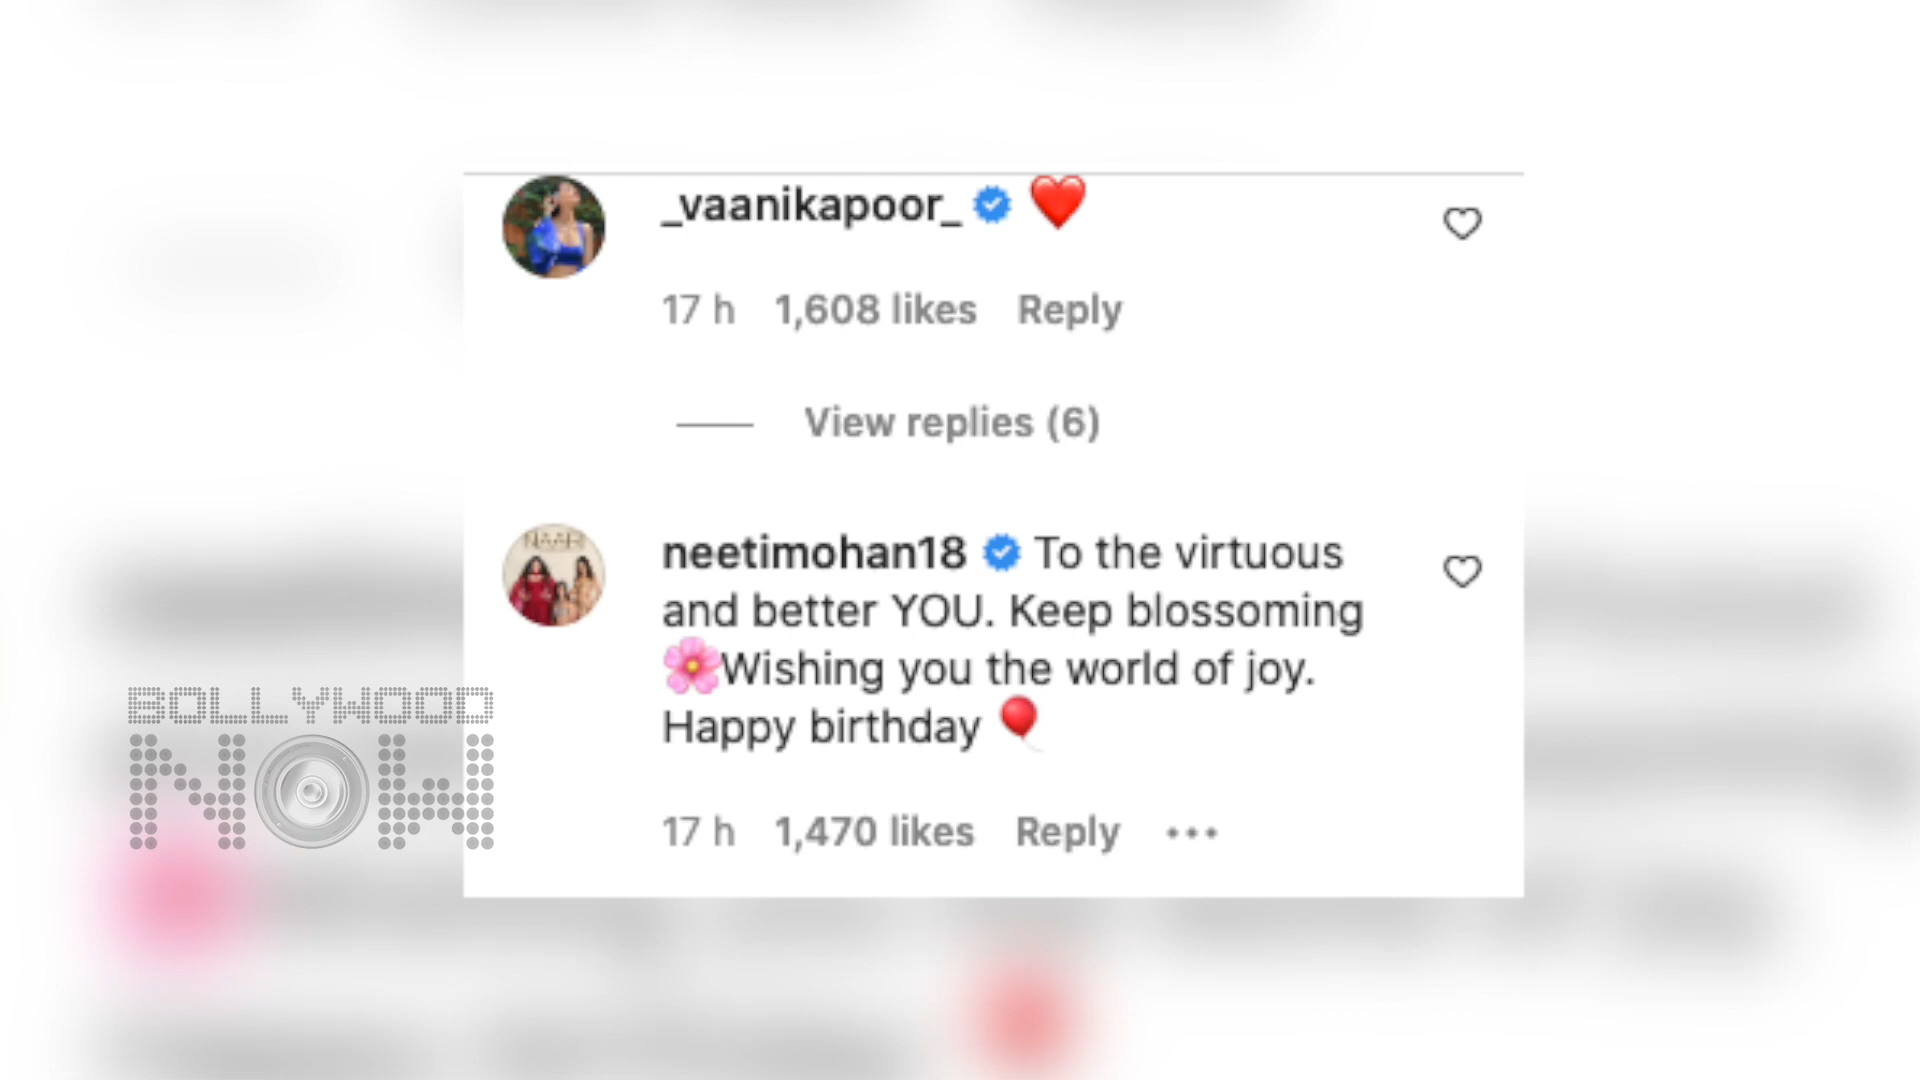 _vaanikapoor_ ❤️
17 h 1,608 likes Reply
View replies (6)
NAARI
neetimohan18 To the virtuous
and better YOU. Keep blossoming
🌸Wishing you the world of joy.
Happy birthday 🎈
17 h 1,470 likes Reply •••
BOLLYWOOD
NOW